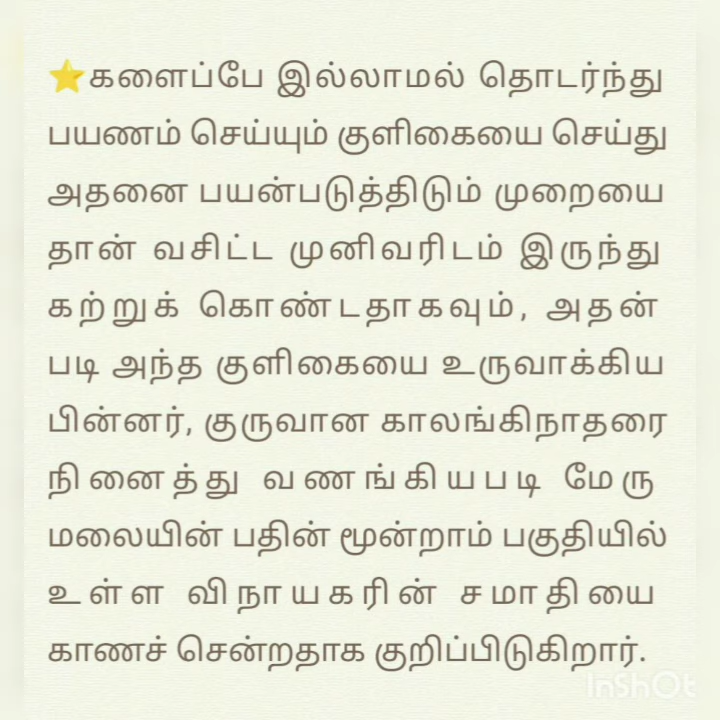 ⭐களைப்பே இல்லாமல் தொடர்ந்து
பயணம் செய்யும் குளிகையை செய்து
அதனை பயன்படுத்திடும் முறையை
தான் வசிட்ட முனிவரிடம் இருந்து
கற்றுக் கொண்டதாகவும், அதன்
படி அந்த குளிகையை உருவாக்கிய
பின்னர், குருவான காலங்கிநாதரை
நினைத்து வணங்கியபடி மேரு
மலையின் பதின் மூன்றாம் பகுதியில்
உள்ள விநாயகரின் சமாதியை
காணச் சென்றதாக குறிப்பிடுகிறார்.
InShOt